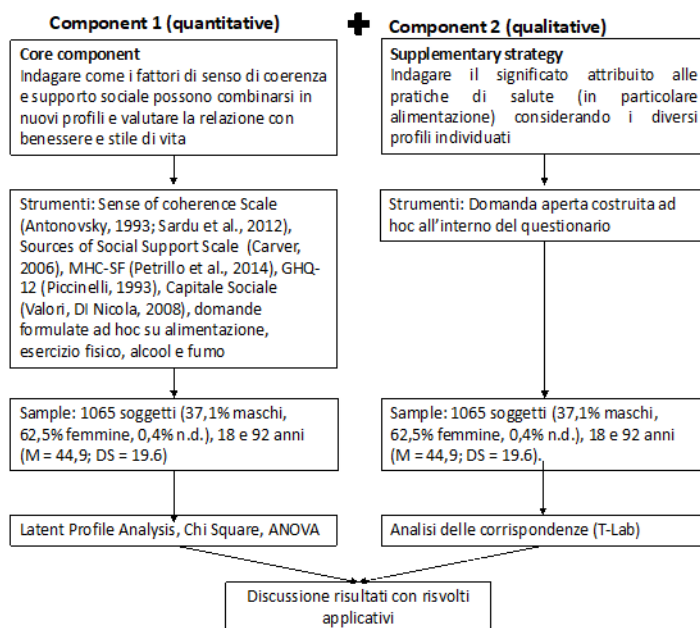 Component 1 (quantitative)
+
Component 2 (qualitative)
Core component
Indagare come i fattori di senso di coerenza
e supporto sociale possono combinarsi in
nuovi profili e valutare la relazione con
benessere e stile di vita
Supplementary strategy
Indagare il significato attribuito alle
pratiche di salute (in particolare
alimentazione) considerando i diversi
profili individuati
Strumenti: Sense of coherence Scale
(Antonovsky, 1993; Sardu et al., 2012),
Sources of Social Support Scale (Carver,
2006), MHC-SF (Petrillo et al., 2014), GHQ-
12 (Piccinelli, 1993), Capitale Sociale
(Valori, DI Nicola, 2008), domande
formulate ad hoc su alimentazione,
esercizio fisico, alcool e fumo
Strumenti: Domanda aperta costruita ad
hoc all'interno del questionario
Sample: 1065 soggetti (37,1% maschi,
62,5% femmine, 0,4% n.d.), 18 e 92 anni
(M = 44,9; DS = 19.6)
Sample: 1065 soggetti (37,1% maschi,
62,5% femmine, 0,4% n.d.), 18 e 92 anni
(M = 44,9; DS = 19.6).
Latent Profile Analysis, Chi Square, ANOVA
Analisi delle corrispondenze (T-Lab)
Discussione risultati con risvolti
applicativi